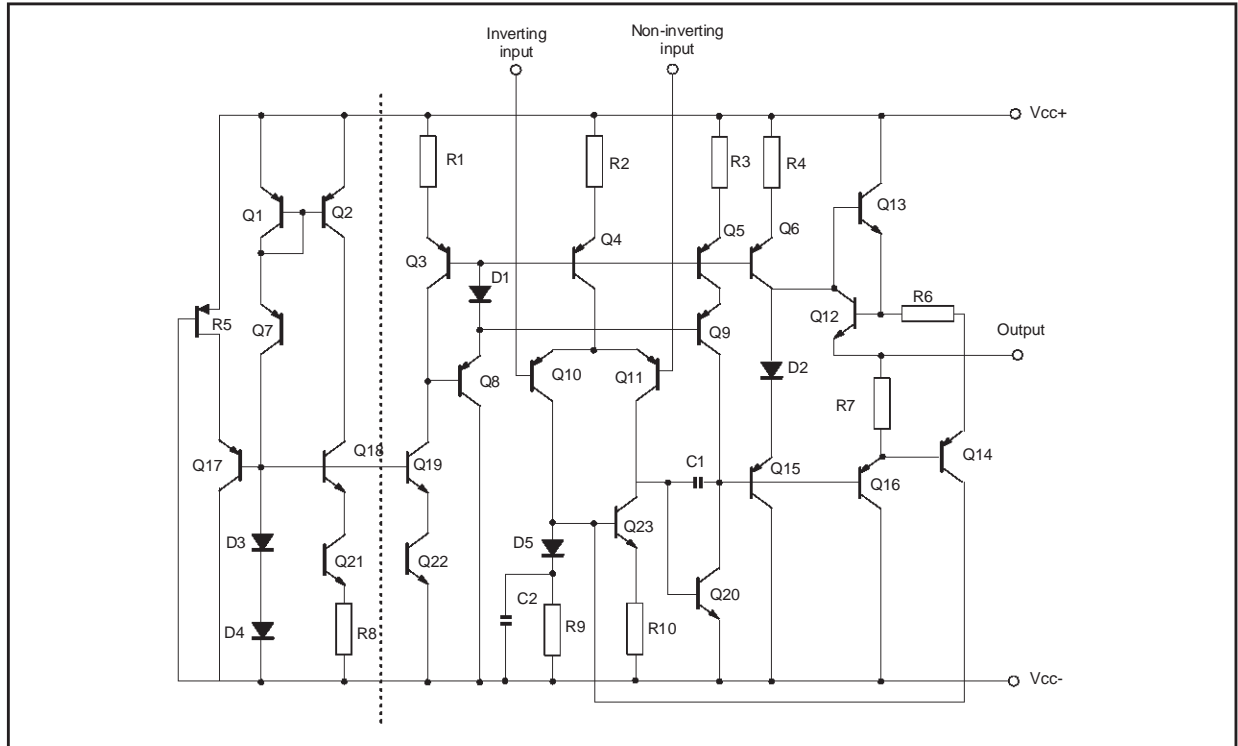 Inverting
input
Non-inverting
input
Vcc+
R1
R2
R3
R4
Q13
Q1
Q2
Q5
Q6
Q4
Q3
D1
R6
R5
Q7
Q12
Q9
Output
D2
Q8
Q10
Q11
R7
Q18
Q14
Q17
Q19
C1
Q15
Q16
Q23
D3
D5
Q21
Q22
Q20
C2
D4
R8
R9
R10
Vcc-